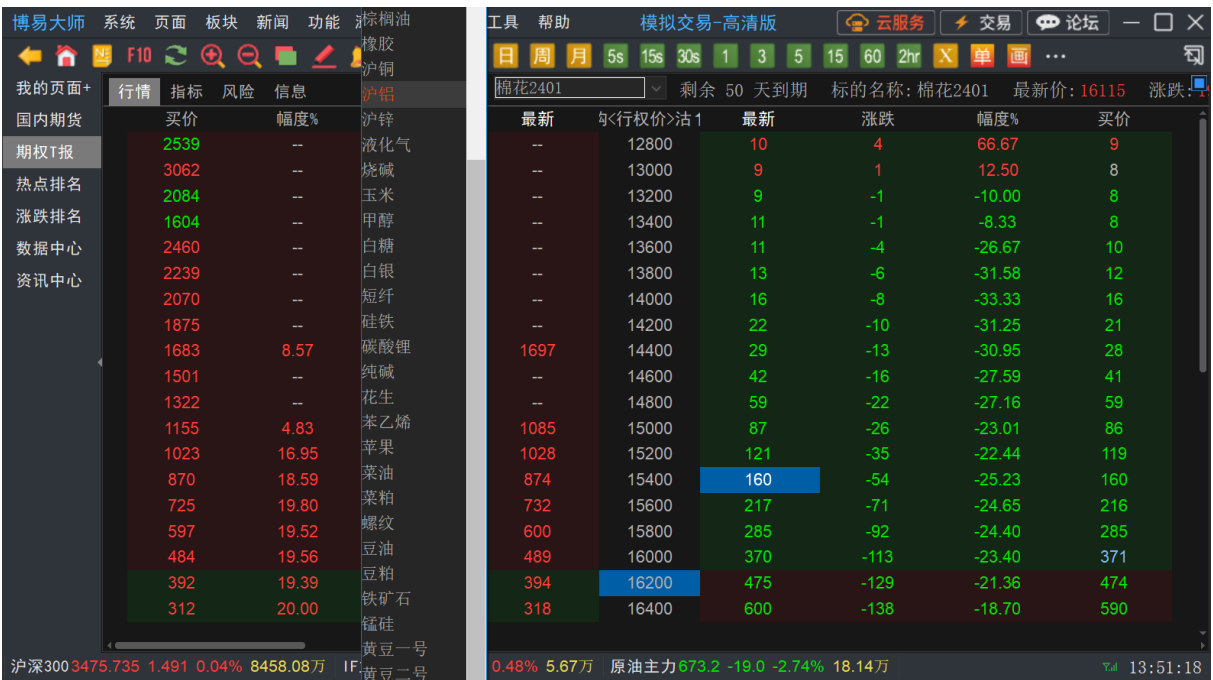 博易大师 系统 页面 板块 新闻 功能 棕榈油 工具 帮助 模拟交易-高清版 云服务 交易 论坛
F10 橡胶 日 周 月 5s 15s 30s 1 3 5 15 60 2hr X 单 画 ...
沪铜
我的页面+ 行情 指标 风险 信息 沪铝 棉花2401 剩余 50 天到期 标的名称:棉花2401 最新价:16115 涨跌:
国内期货 买价 幅度% 沪锌 最新 <行权价>沽 最新 涨跌 幅度% 买价
期权T报 2539 -- 液化气 -- 12800 10 4 66.67 9
3062 -- 烧碱 -- 13000 9 1 12.50 8
热点排名 2084 -- 玉米 -- 13200 9 -1 -10.00 8
涨跌排名 1604 -- 甲醇 -- 13400 11 -1 -8.33 8
数据中心 2460 -- 白糖 -- 13600 11 -4 -26.67 10
资讯中心 2239 -- 白银 -- 13800 13 -6 -31.58 12
2070 -- 短纤 -- 14000 16 -8 -33.33 16
1875 -- 硅铁 -- 14200 22 -10 -31.25 21
1683 8.57 碳酸锂 1697 14400 29 -13 -30.95 28
1501 -- 纯碱 -- 14600 42 -16 -27.59 41
1322 -- 花生 -- 14800 59 -22 -27.16 59
1155 4.83 苯乙烯 1085 15000 87 -26 -23.01 86
1023 16.95 苹果 1028 15200 121 -35 -22.44 119
870 18.59 菜油 874 15400 160 -54 -25.23 160
725 19.80 菜粕 732 15600 217 -71 -24.65 216
597 19.52 螺纹 600 15800 285 -92 -24.40 285
484 19.56 豆油 489 16000 370 -113 -23.40 371
392 19.39 豆粕 394 16200 475 -129 -21.36 474
312 20.00 铁矿石 318 16400 600 -138 -18.70 590
锰硅
黄豆一号
沪深300 3475.735 1.491 0.04% 8458.08万 IF 黄豆二号 0.48% 5.67万 原油主力 673.2 -19.0 -2.74% 18.14万 13:51:18